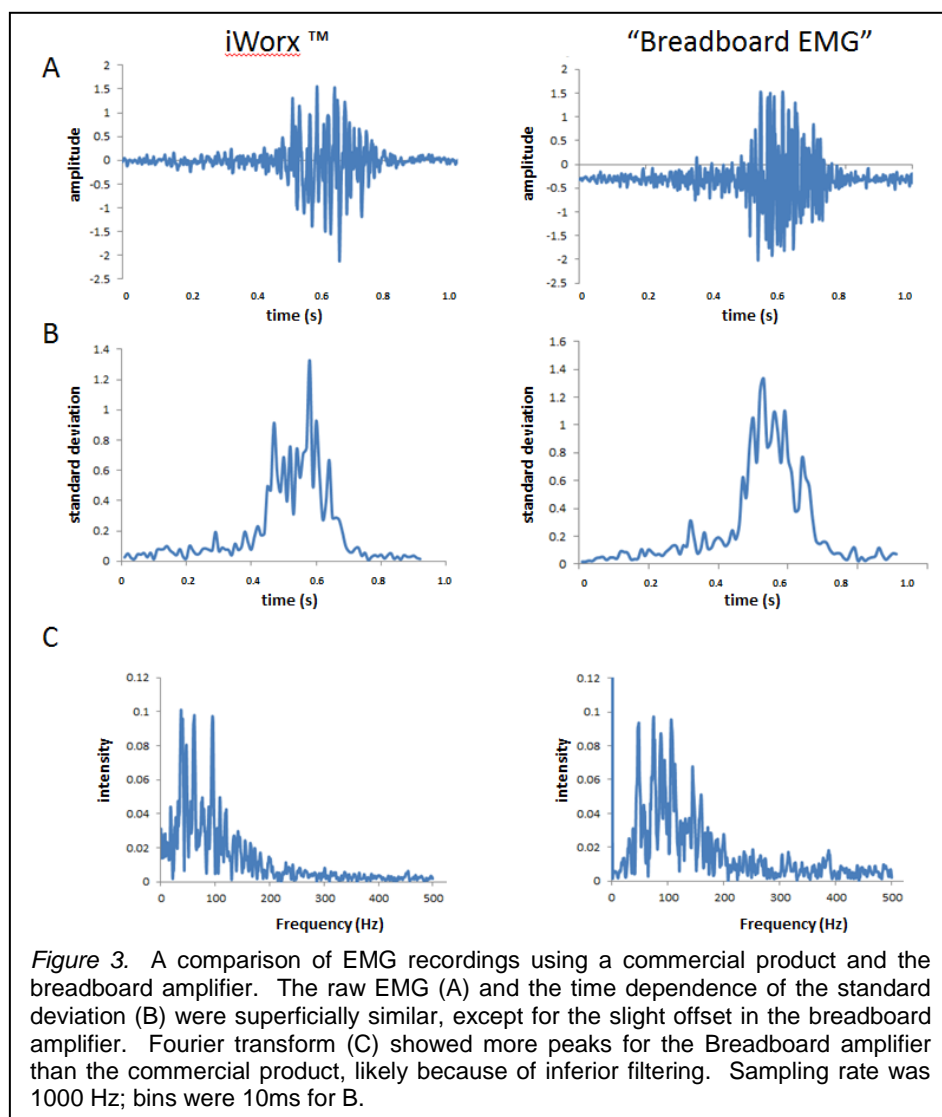 iWorx ™ “Breadboard EMG”
A
2
1.5
1
0.5
0
-0.5
-1
-1.5
-2
-2.5
amplitude
0 0.2 0.4 0.6 0.8 1.0
time (s)
2
1.5
1
0.5
0
-0.5
-1
-1.5
-2
-2.5
amplitude
0 0.2 0.4 0.6 0.8 1.0
time (s)
B
1.4
1.2
1
0.8
0.6
0.4
0.2
0
standard deviation
0 0.2 0.4 0.6 0.8 1.0
time (s)
1.6
1.4
1.2
1
0.8
0.6
0.4
0.2
0
standard deviation
0 0.2 0.4 0.6 0.8 1.0
time (s)
C
0.12
0.1
0.08
0.06
0.04
0.02
0
intensity
0 100 200 300 400 500
Frequency (Hz)
0.12
0.1
0.08
0.06
0.04
0.02
0
intensity
0 100 200 300 400 500
Frequency (Hz)
Figure 3. A comparison of EMG recordings using a commercial product and the
breadboard amplifier. The raw EMG (A) and the time dependence of the standard
deviation (B) were superficially similar, except for the slight offset in the breadboard
amplifier. Fourier transform (C) showed more peaks for the Breadboard amplifier
than the commercial product, likely because of inferior filtering. Sampling rate was
1000 Hz; bins were 10ms for B.